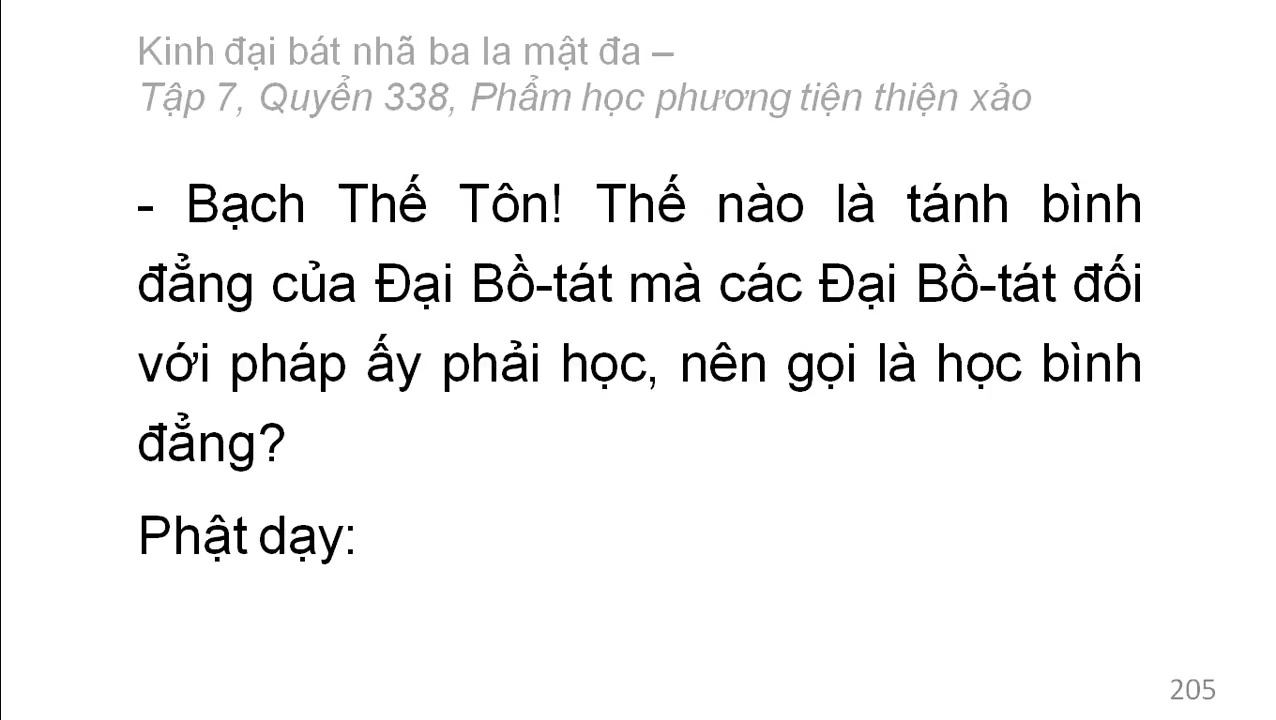 Kinh đại bát nhã ba la mật đa –
Tập 7, Quyển 338, Phẩm học phương tiện thiện xảo
- Bạch Thế Tôn! Thế nào là tánh bình
đẳng của Đại Bồ-tát mà các Đại Bồ-tát đối
với pháp ấy phải học, nên gọi là học bình
đẳng?
Phật dạy:
205